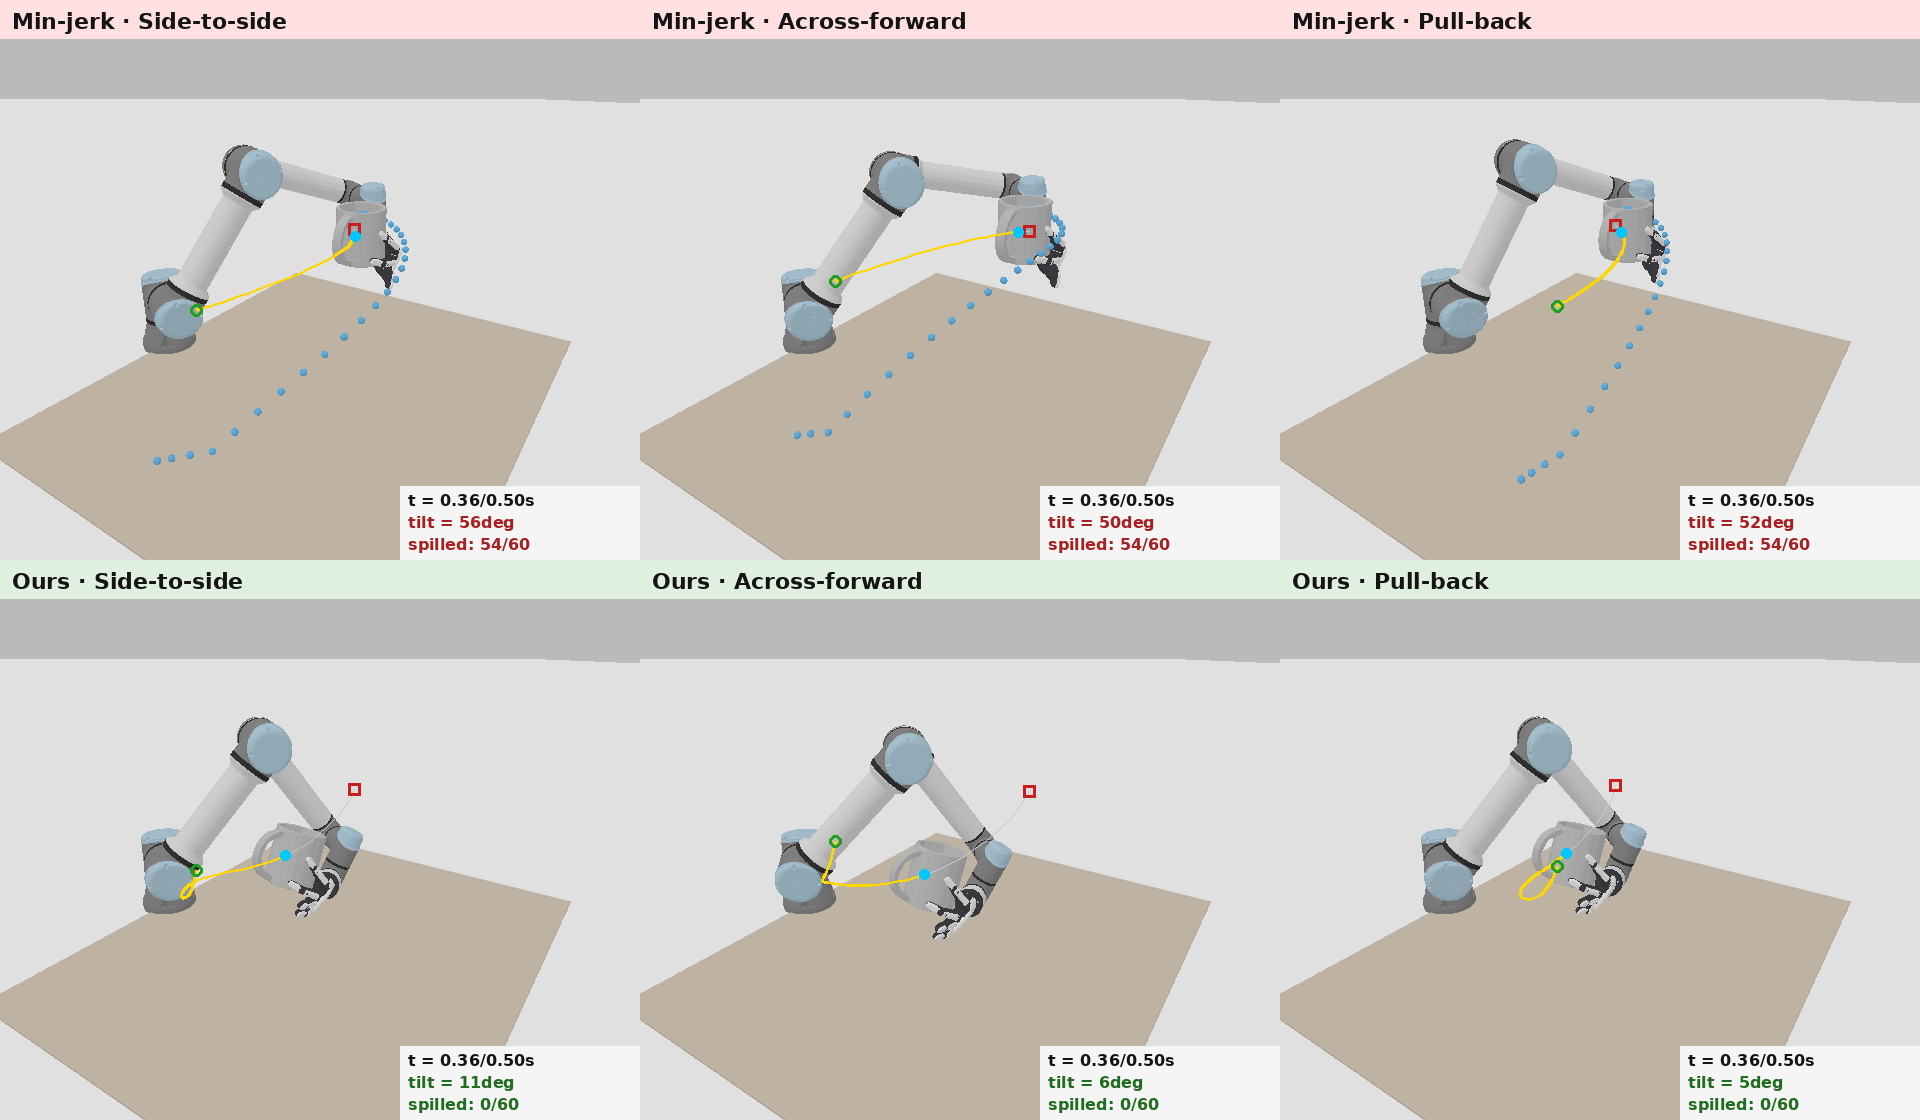 Min-jerk · Side-to-side
Min-jerk · Across-forward
Min-jerk · Pull-back
t = 0.36/0.50s
tilt = 56deg
spilled: 54/60
t = 0.36/0.50s
tilt = 50deg
spilled: 54/60
t = 0.36/0.50s
tilt = 52deg
spilled: 54/60
Ours · Side-to-side
Ours · Across-forward
Ours · Pull-back
t = 0.36/0.50s
tilt = 11deg
spilled: 0/60
t = 0.36/0.50s
tilt = 6deg
spilled: 0/60
t = 0.36/0.50s
tilt = 5deg
spilled: 0/60